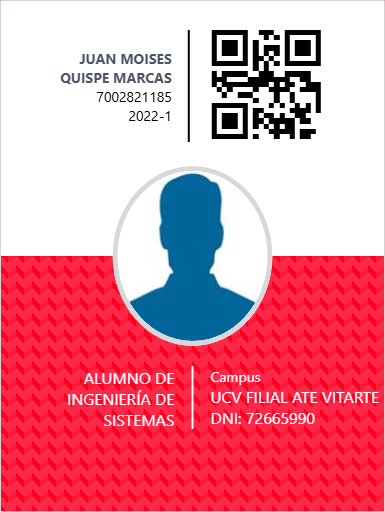 JUAN MOISES
QUISPE MARCAS
7002821185
2022-1
ALUMNO DE
INGENIERÍA DE
SISTEMAS
Campus
UCV FILIAL ATE VITARTE
DNI: 72665990